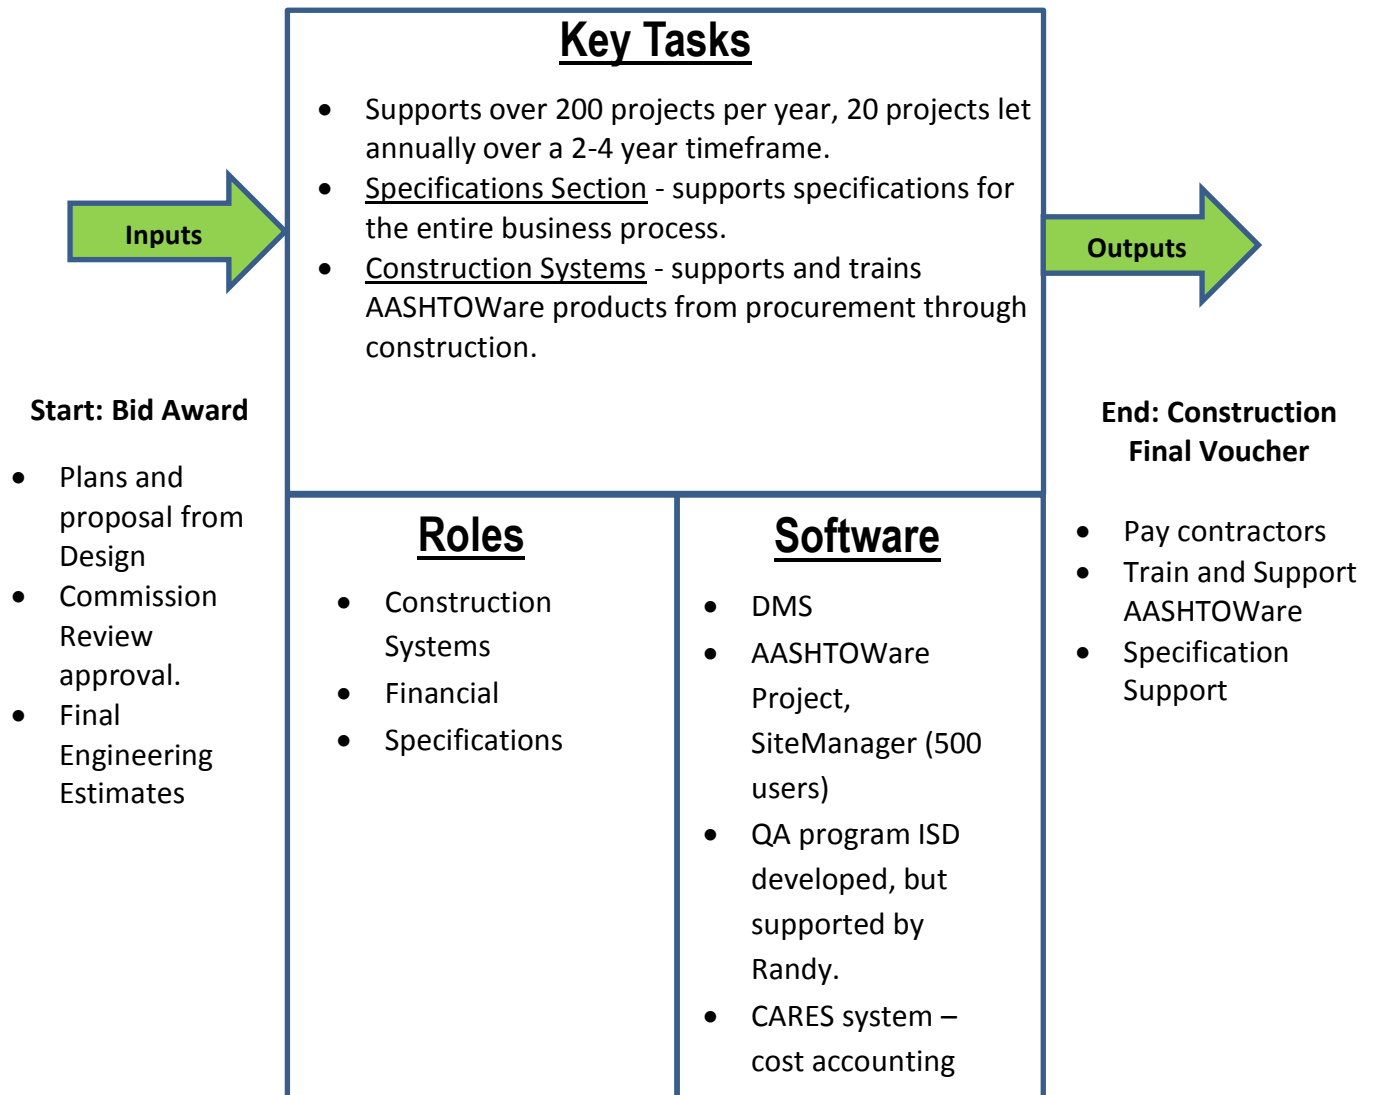 Key Tasks
• Supports over 200 projects per year, 20 projects let
annually over a 2-4 year timeframe.
• Specifications Section - supports specifications for
the entire business process.
• Construction Systems - supports and trains
AASHTOWare products from procurement through
construction.
Inputs
Start: Bid Award
• Plans and
proposal from
Design
• Commission
Review
approval.
• Final
Engineering
Estimates
Roles
• Construction
Systems
• Financial
• Specifications
Software
• DMS
• AASHTOWare
Project,
SiteManager (500
users)
• QA program ISD
developed, but
supported by
Randy.
• CARES system –
cost accounting
Outputs
End: Construction
Final Voucher
• Pay contractors
• Train and Support
AASHTOWare
• Specification
Support